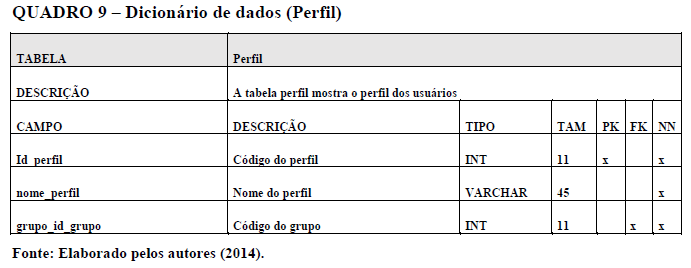 QUADRO 9 – Dicionário de dados (Perfil)
TABELA Perfil
DESCRIÇÃO A tabela perfil mostra o perfil dos usuários
CAMPO DESCRIÇÃO TIPO TAM PK FK NN
Id_perfil Código do perfil INT 11 x x
nome_perfil Nome do perfil VARCHAR 45 x
grupo_id_grupo Código do grupo INT 11 x x
Fonte: Elaborado pelos autores (2014).